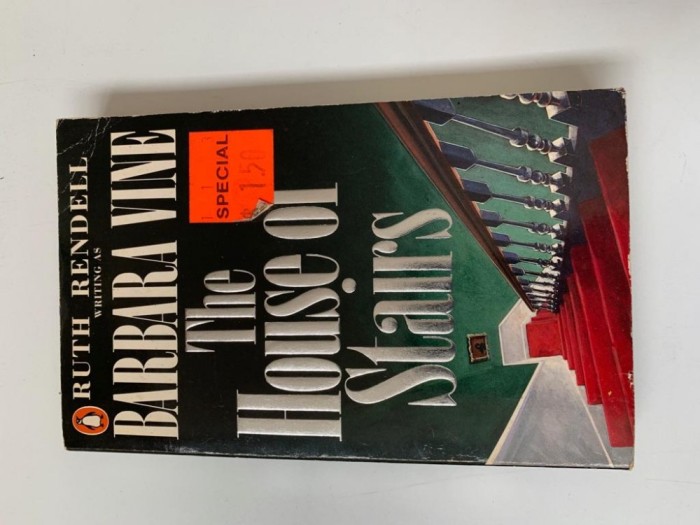 RUTH RENDELL
WRITING AS
BARBARA VINE
SPECIAL
1.50
The
House of
Stairs